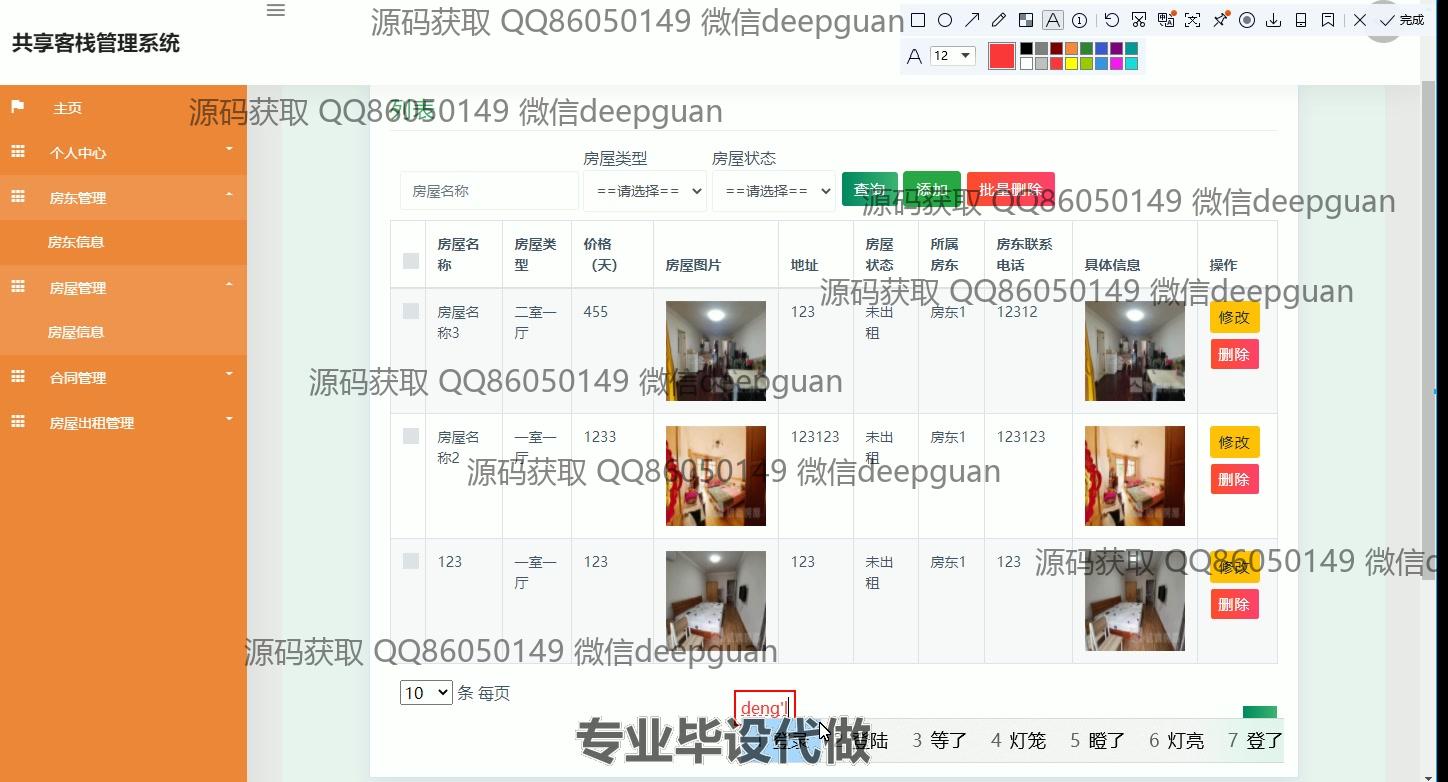 源码获取 QQ86050149 微信deepguan
完成
共享客栈管理系统
A 12
主页
源码获取 QQ86050149 微信deepguan
列表
个人中心
房屋类型 房屋状态
房东管理
房屋名称 ==请选择== ==请选择== 查询 添加 批量删除
源码获取 QQ86050149 微信deepguan
房东信息
房屋名称 房屋类型 价格（天） 房屋图片 地址 房屋状态 所属房东 房东联系电话 具体信息 操作
房屋管理
源码获取 QQ86050149 微信deepguan
房屋名称3 二室一厅 455 123 未出租 房东1 12312 修改
房屋信息
删除
合同管理
源码获取 QQ86050149 微信deepguan
房屋出租管理
房屋名称2 一室一厅 1233 123123 未出租 房东1 123123 修改
源码获取 QQ86050149 微信deepguan
删除
123 一室一厅 123 123 未出租 房东1 123 修改
源码获取 QQ86050149 微信d
删除
源码获取 QQ86050149 微信deepguan
10 条 每页
deng'l
1 登录 2 登陆 3 等了 4 灯笼 5 瞪了 6 灯亮 7 登了
专业毕设代做